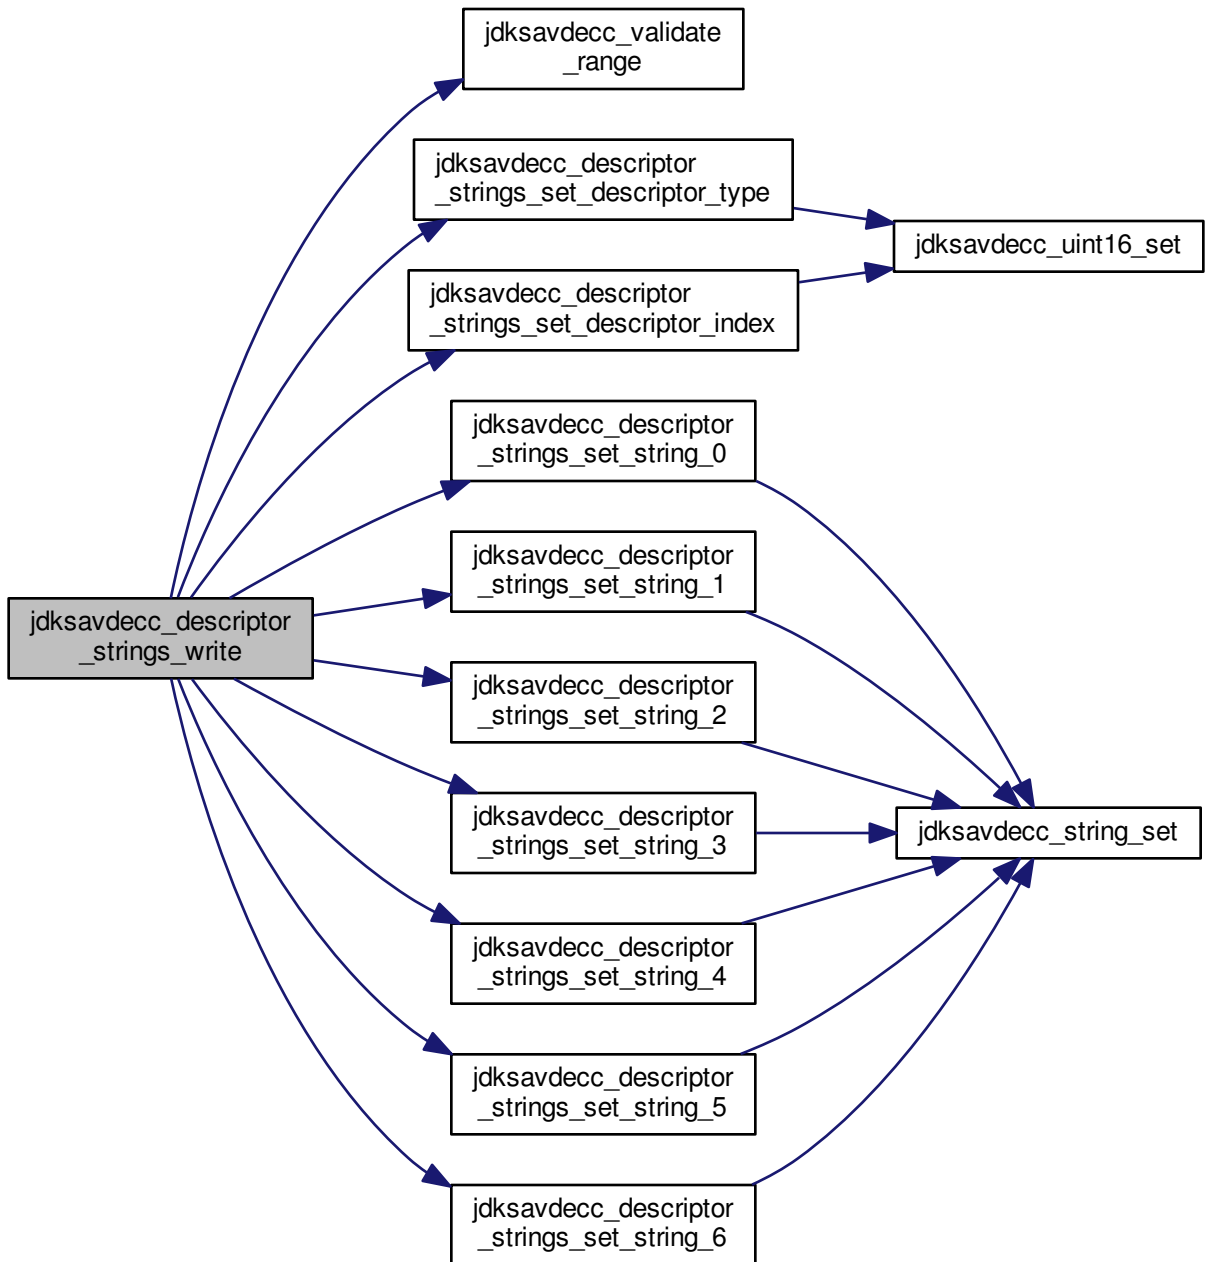 jdksavdecc_validate
_range
jdksavdecc_descriptor
_strings_set_descriptor_type
jdksavdecc_uint16_set
jdksavdecc_descriptor
_strings_set_descriptor_index
jdksavdecc_descriptor
_strings_set_string_0
jdksavdecc_descriptor
_strings_set_string_1
jdksavdecc_descriptor
_strings_write
jdksavdecc_descriptor
_strings_set_string_2
jdksavdecc_descriptor
_strings_set_string_3
jdksavdecc_string_set
jdksavdecc_descriptor
_strings_set_string_4
jdksavdecc_descriptor
_strings_set_string_5
jdksavdecc_descriptor
_strings_set_string_6